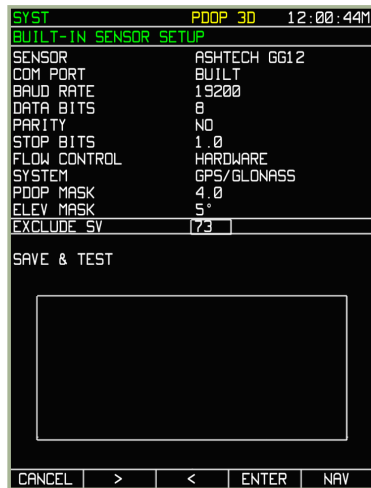 SYST PDOP 3D 12:00:44M
BUILT-IN SENSOR SETUP
SENSOR ASHTECH GG12
COM PORT BUILT
BAUD RATE 19200
DATA BITS 8
PARITY NO
STOP BITS 1.0
FLOW CONTROL HARDWARE
SYSTEM GPS/GLONASS
PDOP MASK 4.0
ELEV MASK 5°
EXCLUDE SV 73
SAVE & TEST
CANCEL > < ENTER NAV